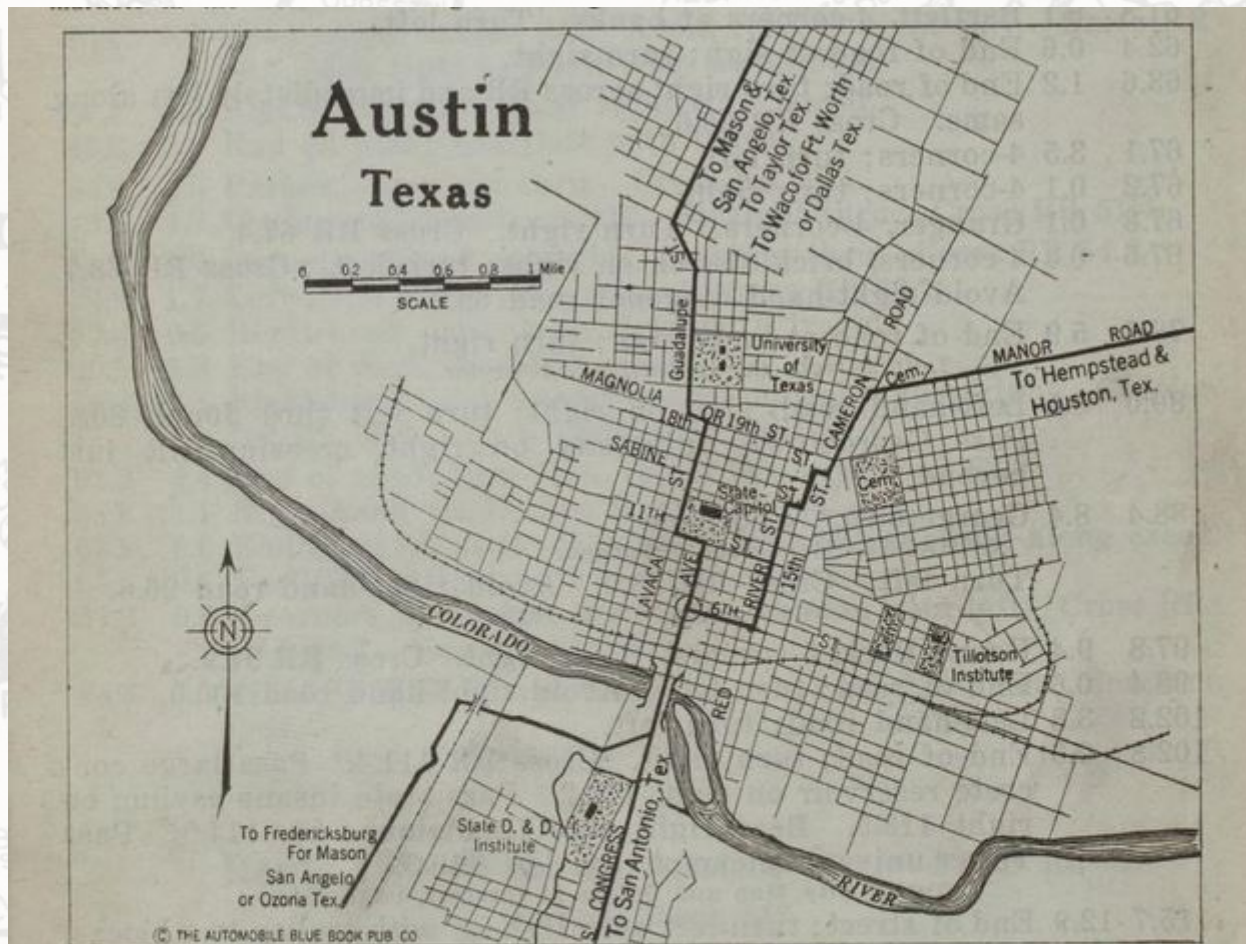 Austin
Texas
0 0.2 0.4 0.6 0.8 1 Mile
SCALE
To Mason &
San Angelo, Tex.
To Taylor Tex.
To Waco for Ft. Worth
or Dallas Tex.
ST.
Guadalupe
University
of
Texas
CAMERON ROAD
MANOR ROAD
Cem.
To Hempstead &
Houston, Tex.
MAGNOLIA
18th OR 19th ST.
SABINE ST.
ST.
State
Capitol
ST.
Cem.
11TH ST.
LAVACA ST
AVE.
RED RIVER ST.
15th ST.
6TH ST.
Cem.
Tillotson
Institute
COLORADO RIVER
State D. & D.
Institute
CONGRESS
To San Antonio, Tex.
To Fredericksburg
For Mason
San Angelo
or Ozona Tex.
N
© THE AUTOMOBILE BLUE BOOK PUB. CO